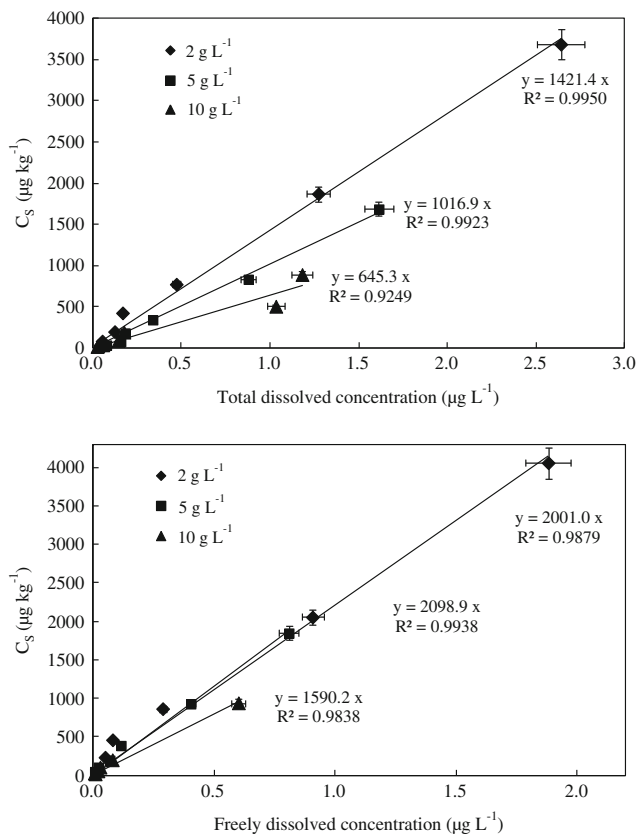 4000
3500
3000
2500
2000
1500
1000
500
0
C_S (µg kg⁻¹)
2 g L⁻¹
5 g L⁻¹
10 g L⁻¹
y = 1421.4 x
R² = 0.9950
y = 1016.9 x
R² = 0.9923
y = 645.3 x
R² = 0.9249
0.0 0.5 1.0 1.5 2.0 2.5 3.0
Total dissolved concentration (µg L⁻¹)
4000
3500
3000
2500
2000
1500
1000
500
0
C_S (µg kg⁻¹)
2 g L⁻¹
5 g L⁻¹
10 g L⁻¹
y = 2001.0 x
R² = 0.9879
y = 2098.9 x
R² = 0.9938
y = 1590.2 x
R² = 0.9838
0.0 0.5 1.0 1.5 2.0
Freely dissolved concentration (µg L⁻¹)